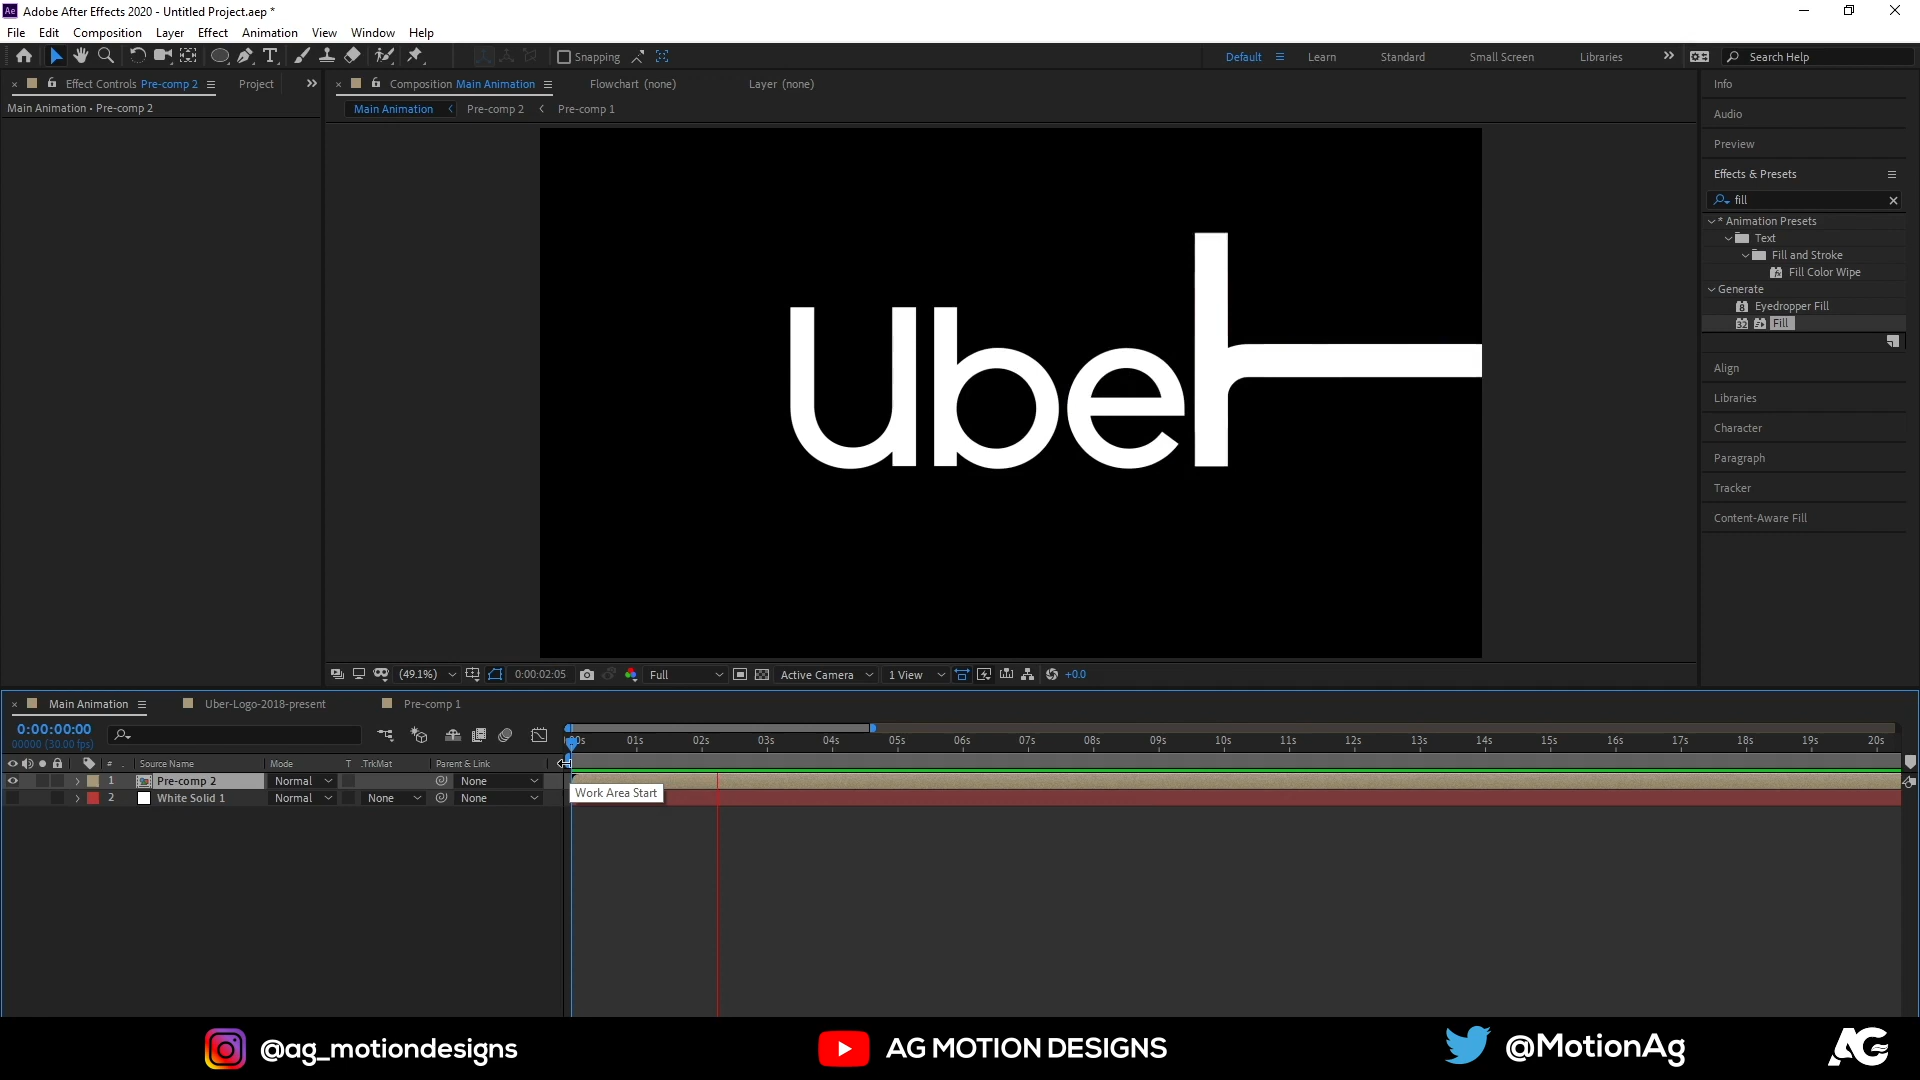 Adobe After Effects 2020 - Untitled Project.aep *
File Edit Composition Layer Effect Animation View Window Help
Snapping
Default Learn Standard Small Screen Libraries Search Help
Effect Controls Pre-comp 2 Project
Composition Main Animation Flowchart (none) Layer (none)
Main Animation • Pre-comp 2
Main Animation Pre-comp 2 Pre-comp 1
uber
Info
Audio
Preview
Effects & Presets
fill
* Animation Presets
Text
Fill and Stroke
Fill Color Wipe
Generate
Eyedropper Fill
Fill
Align
Libraries
Character
Paragraph
Tracker
Content-Aware Fill
(49.1%) 0:00:02:05 Full Active Camera 1 View +0.0
Main Animation Uber-Logo-2018-present Pre-comp 1
0:00:00:00
00000 (30.00 fps)
:00s 01s 02s 03s 04s 05s 06s 07s 08s 09s 10s 11s 12s 13s 14s 15s 16s 17s 18s 19s 20s
# . Source Name Mode T .TrkMat Parent & Link
1 Pre-comp 2 Normal None
2 White Solid 1 Normal None None
Work Area Start
@ag_motiondesigns AG MOTION DESIGNS @MotionAg AG